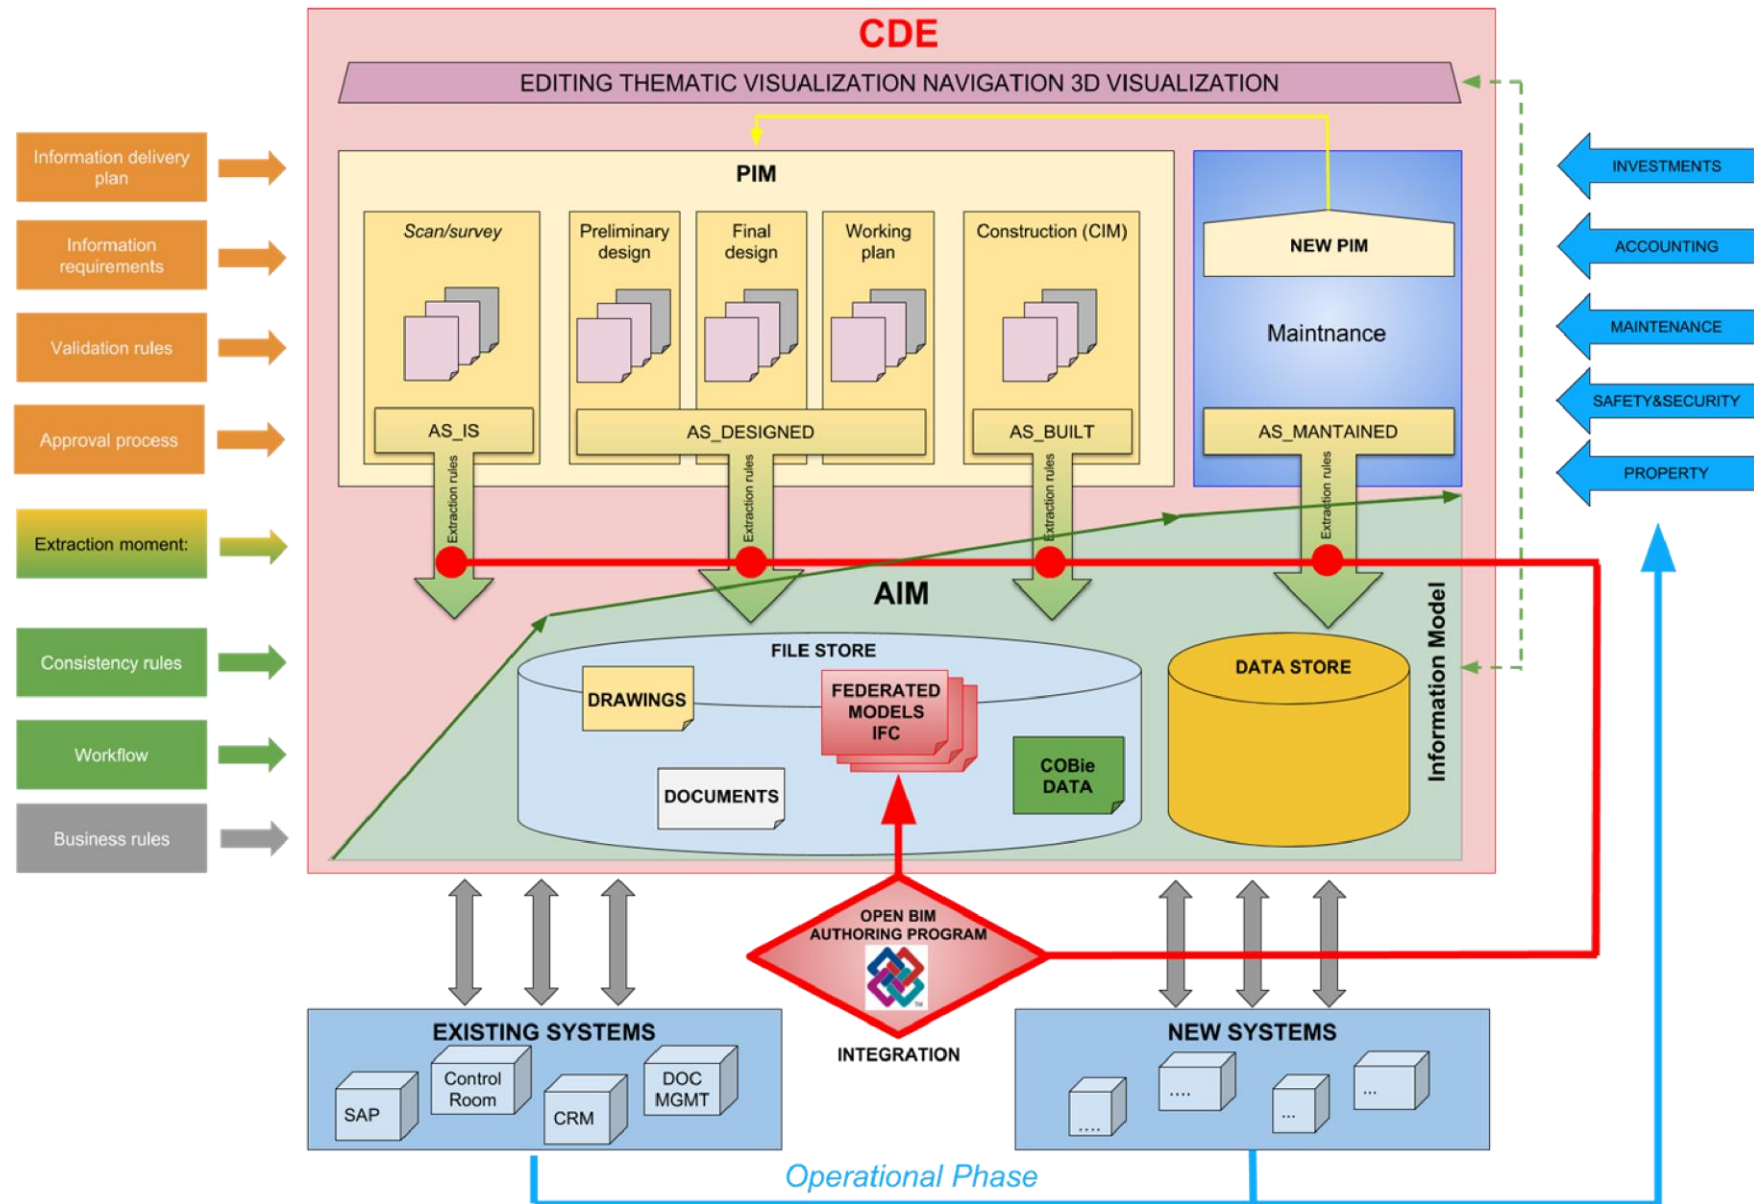 CDE
EDITING THEMATIC VISUALIZATION NAVIGATION 3D VISUALIZATION
Information delivery
plan
Information
requirements
Validation rules
Approval process
Extraction moment:
Consistency rules
Workflow
Business rules
PIM
Scan/survey
Preliminary
design
Final
design
Working
plan
Construction (CIM)
NEW PIM
Maintnance
AS_IS
AS_DESIGNED
AS_BUILT
AS_MANTAINED
Extraction rules
Extraction rules
Extraction rules
Extraction rules
INVESTMENTS
ACCOUNTING
MAINTENANCE
SAFETY&SECURITY
PROPERTY
AIM
Information Model
FILE STORE
DRAWINGS
FEDERATED
MODELS
IFC
DOCUMENTS
COBie
DATA
DATA STORE
OPEN BIM
AUTHORING PROGRAM
TM
INTEGRATION
EXISTING SYSTEMS
SAP
Control
Room
CRM
DOC
MGMT
NEW SYSTEMS
....
....
...
...
Operational Phase